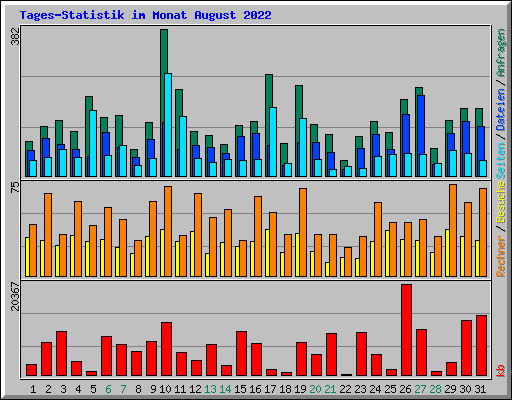 Tages-Statistik im Monat August 2022
382
75
20367
Rechner / Besuche Seiten / Dateien / Anfragen
kb
1 2 3 4 5 6 7 8 9 10 11 12 13 14 15 16 17 18 19 20 21 22 23 24 25 26 27 28 29 30 31